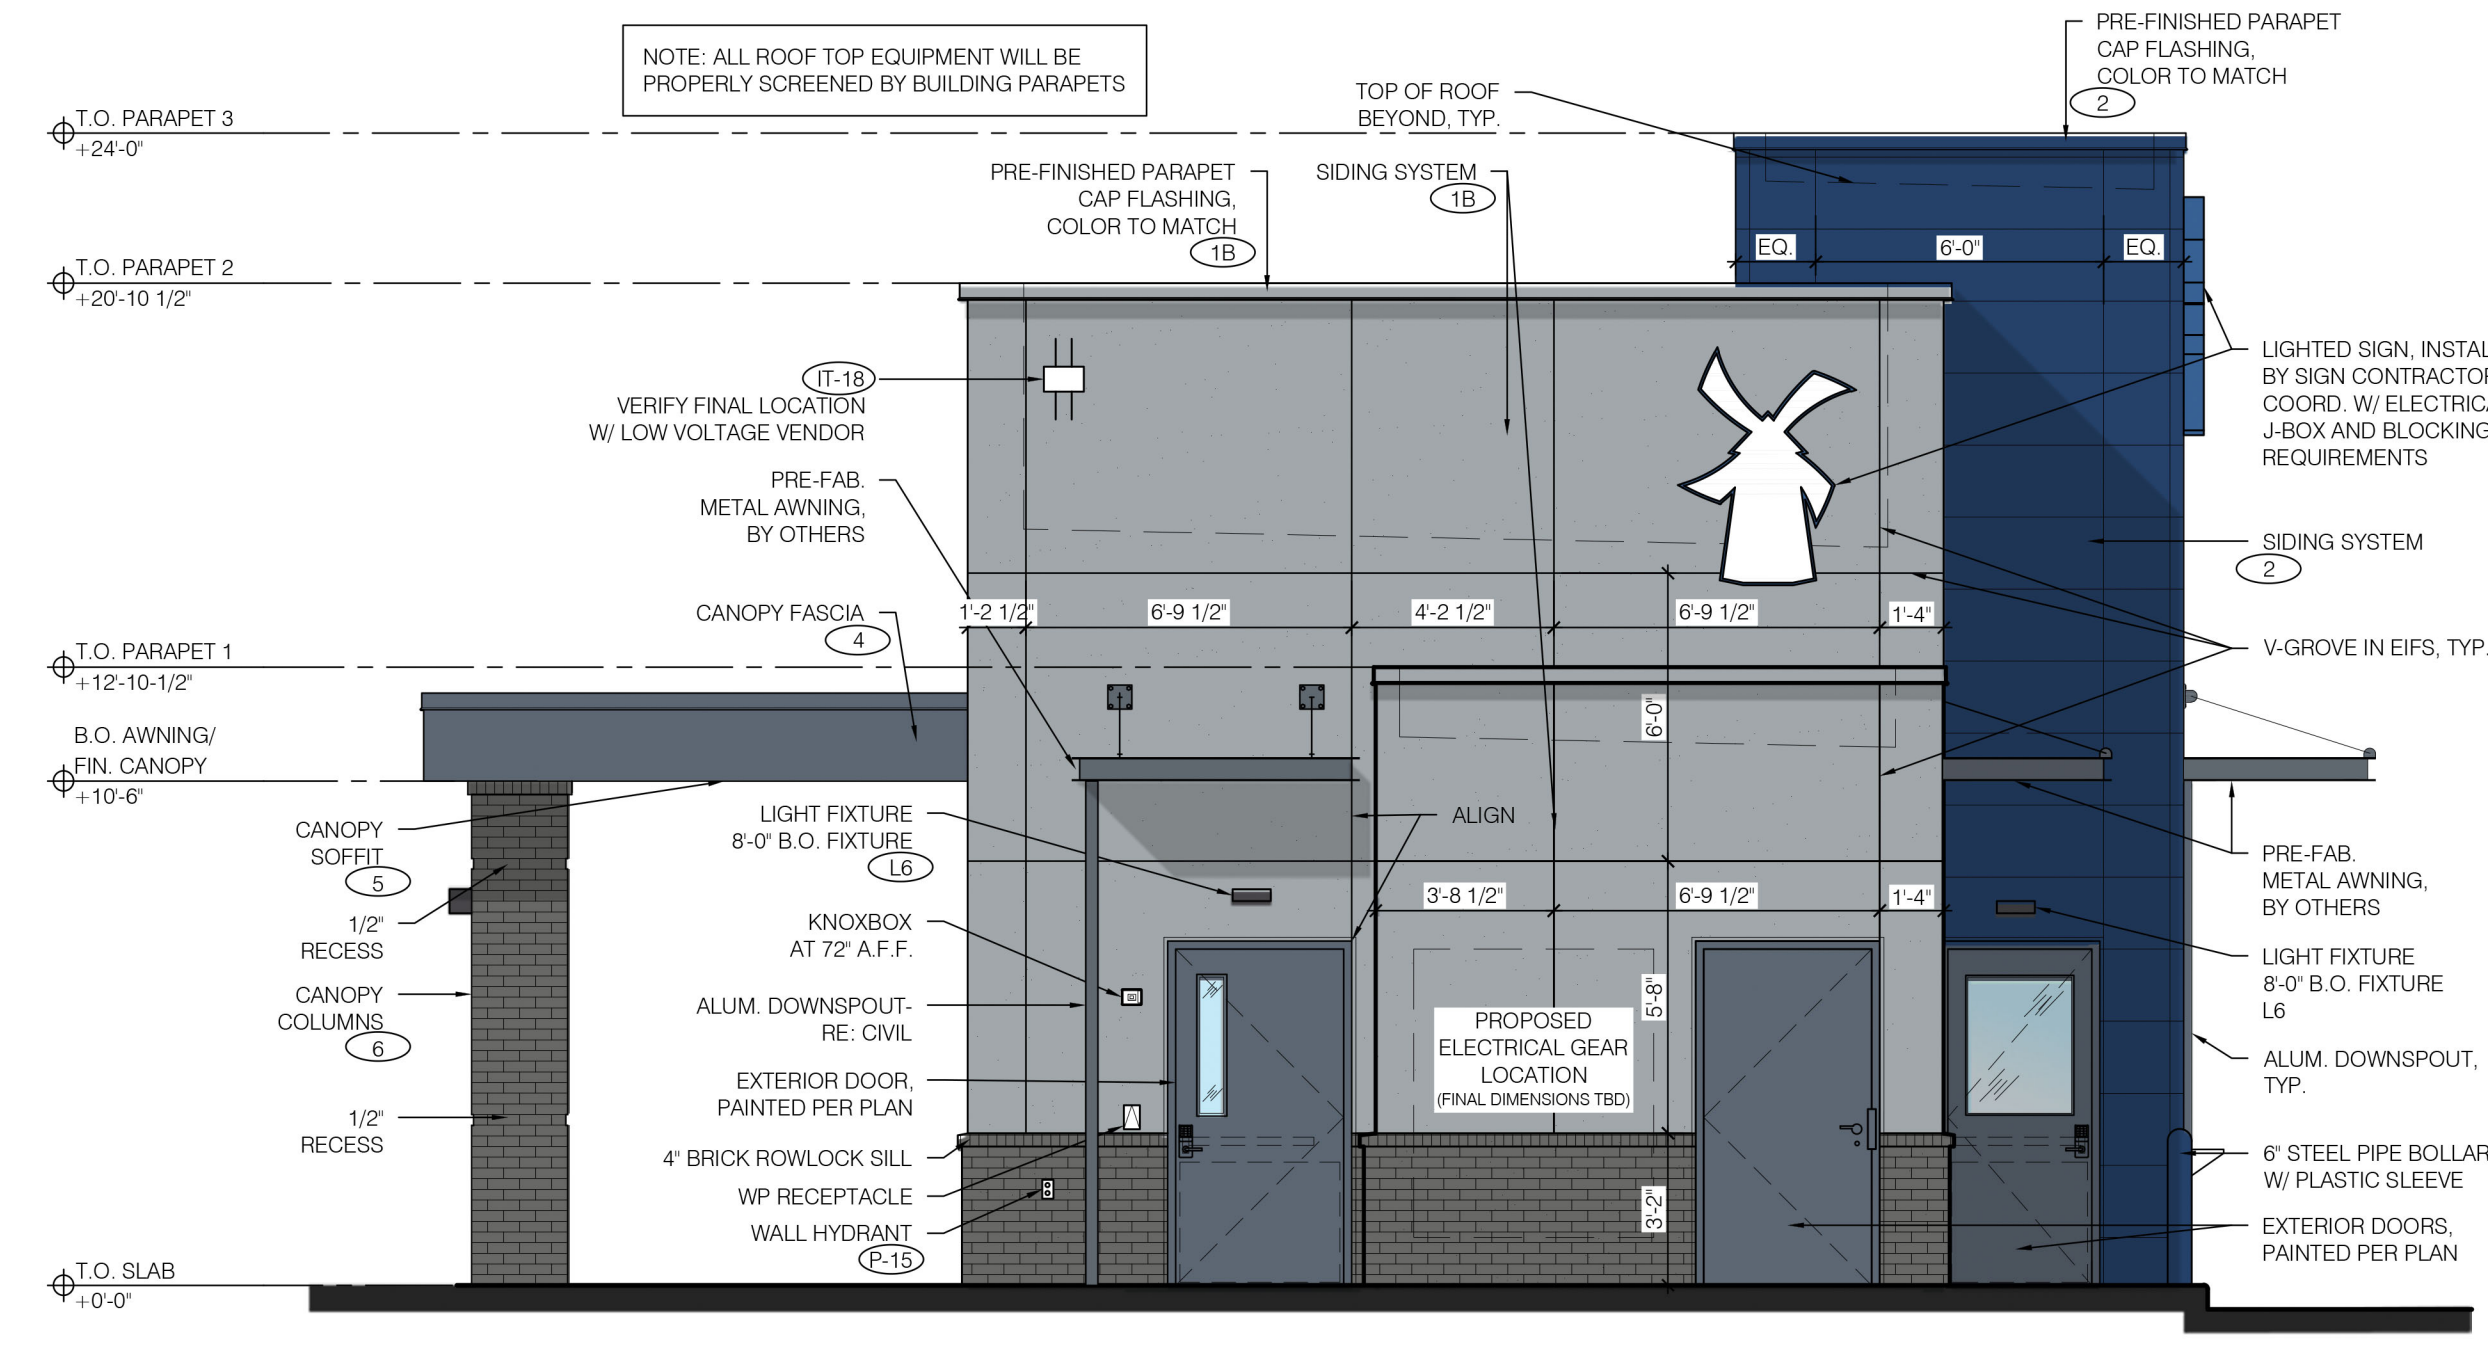 NOTE: ALL ROOF TOP EQUIPMENT WILL BE
PROPERLY SCREENED BY BUILDING PARAPETS
PRE-FINISHED PARAPET
CAP FLASHING,
COLOR TO MATCH
2
TOP OF ROOF
BEYOND, TYP.
T.O. PARAPET 3
+24'-0"
PRE-FINISHED PARAPET
CAP FLASHING,
COLOR TO MATCH
1B
SIDING SYSTEM
1B
EQ.
6'-0"
EQ.
T.O. PARAPET 2
+20'-10 1/2"
IT-18
VERIFY FINAL LOCATION
W/ LOW VOLTAGE VENDOR
LIGHTED SIGN, INSTAL
BY SIGN CONTRACTOR
COORD. W/ ELECTRICA
J-BOX AND BLOCKING
REQUIREMENTS
PRE-FAB.
METAL AWNING,
BY OTHERS
SIDING SYSTEM
2
CANOPY FASCIA
4
1'-2 1/2"
6'-9 1/2"
4'-2 1/2"
6'-9 1/2"
1'-4"
V-GROVE IN EIFS, TYP.
T.O. PARAPET 1
+12'-10-1/2"
6'-0"
B.O. AWNING/
FIN. CANOPY
+10'-6"
CANOPY
SOFFIT
5
LIGHT FIXTURE
8'-0" B.O. FIXTURE
L6
ALIGN
PRE-FAB.
METAL AWNING,
BY OTHERS
3'-8 1/2"
6'-9 1/2"
1'-4"
1/2"
RECESS
KNOXBOX
AT 72" A.F.F.
LIGHT FIXTURE
8'-0" B.O. FIXTURE
L6
CANOPY
COLUMNS
6
ALUM. DOWNSPOUT-
RE: CIVIL
5'-8"
PROPOSED
ELECTRICAL GEAR
LOCATION
(FINAL DIMENSIONS TBD)
ALUM. DOWNSPOUT,
TYP.
EXTERIOR DOOR,
PAINTED PER PLAN
1/2"
RECESS
4" BRICK ROWLOCK SILL
WP RECEPTACLE
WALL HYDRANT
P-15
3'-2"
6" STEEL PIPE BOLLAR
W/ PLASTIC SLEEVE
EXTERIOR DOORS,
PAINTED PER PLAN
T.O. SLAB
+0'-0"